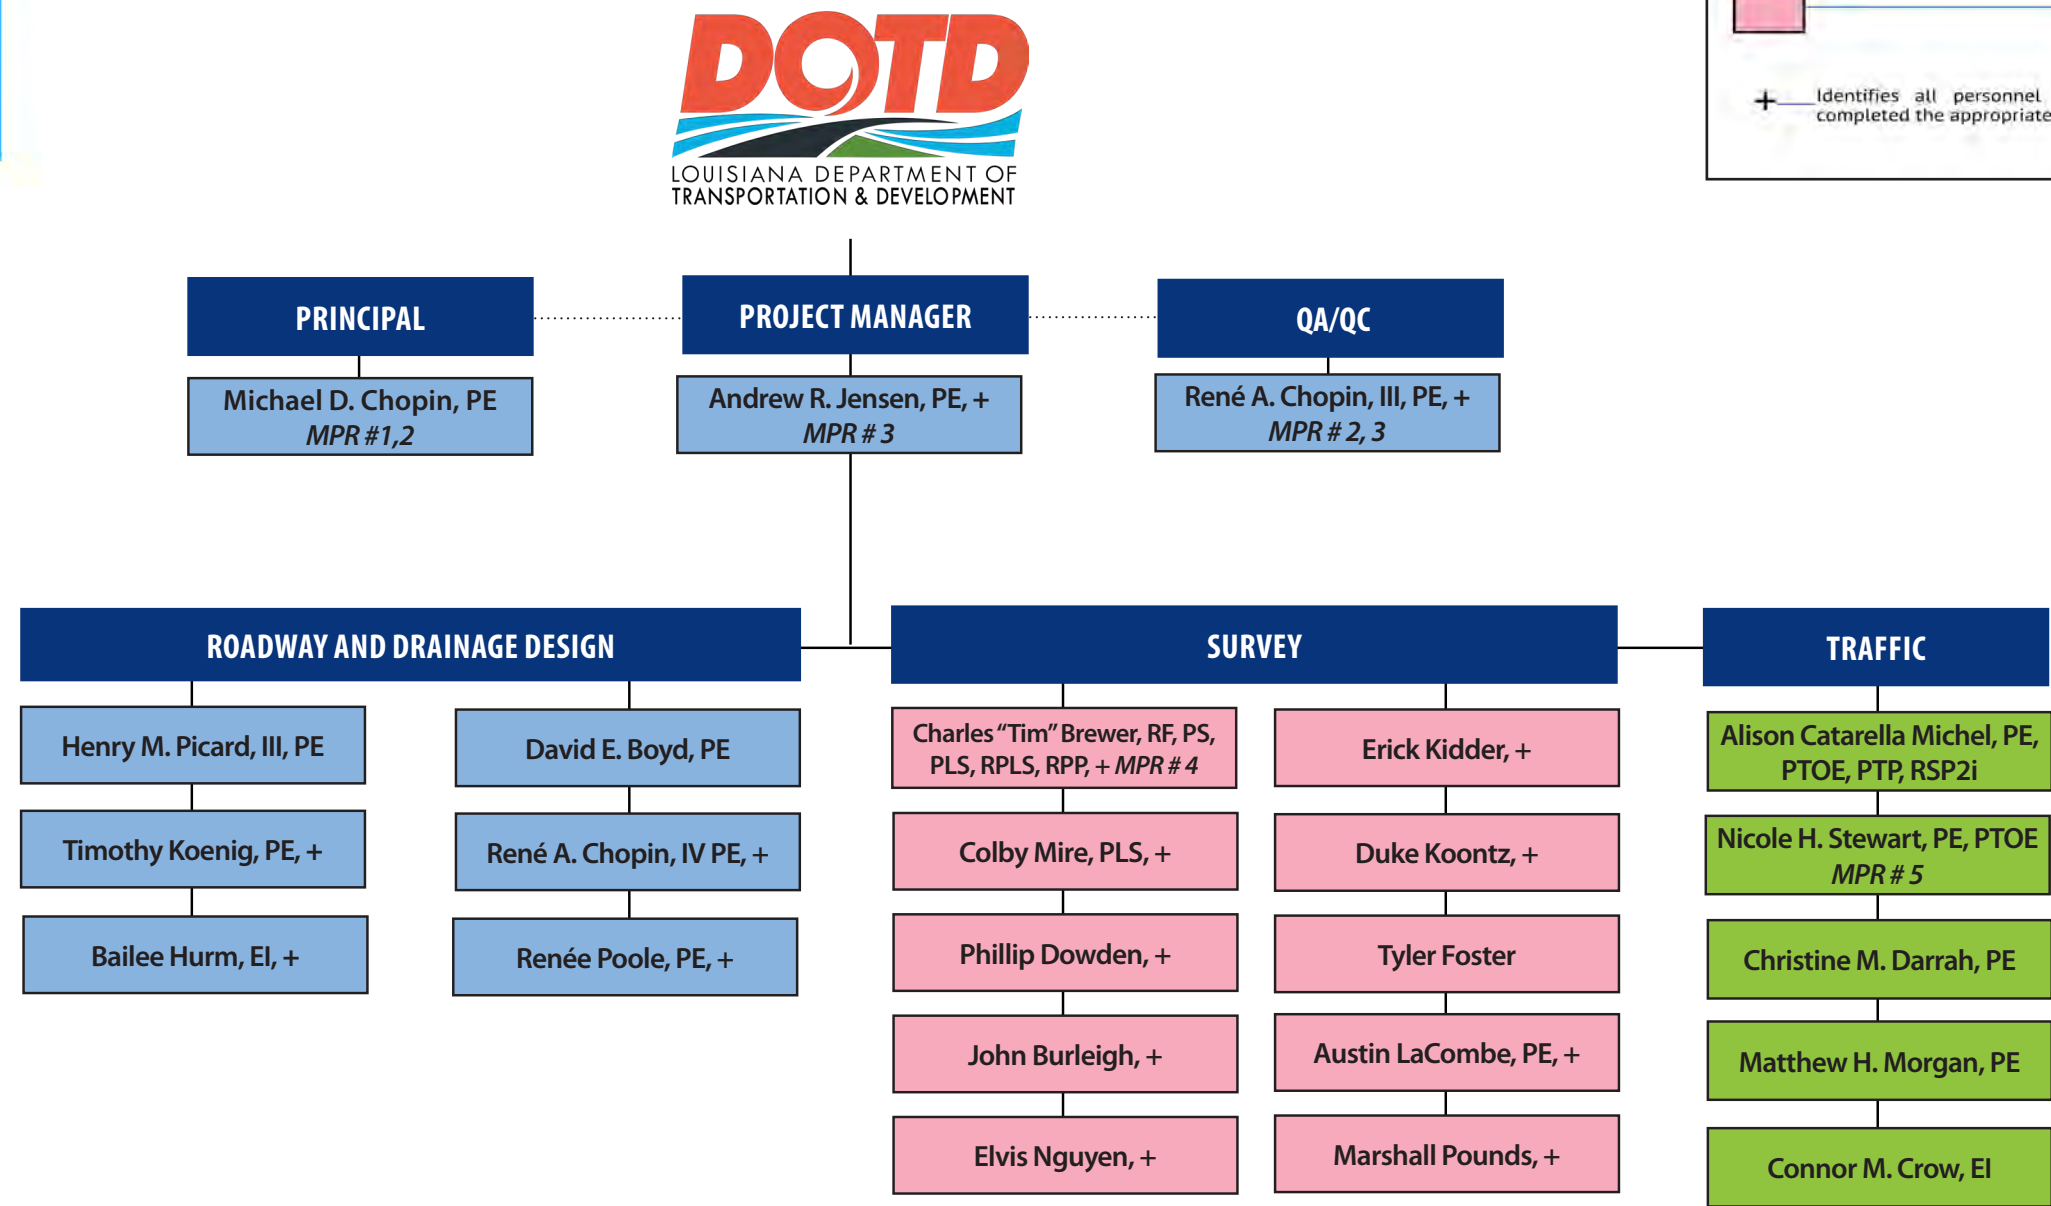 DOTD
LOUISIANA DEPARTMENT OF
TRANSPORTATION & DEVELOPMENT
+ Identifies all personnel
completed the appropriate
PRINCIPAL
Michael D. Chopin, PE
MPR #1,2
PROJECT MANAGER
Andrew R. Jensen, PE, +
MPR # 3
QA/QC
René A. Chopin, III, PE, +
MPR # 2, 3
ROADWAY AND DRAINAGE DESIGN
Henry M. Picard, III, PE
Timothy Koenig, PE, +
Bailee Hurm, EI, +
David E. Boyd, PE
René A. Chopin, IV PE, +
Renée Poole, PE, +
SURVEY
Charles “Tim” Brewer, RF, PS,
PLS, RPLS, RPP, + MPR # 4
Colby Mire, PLS, +
Phillip Dowden, +
John Burleigh, +
Elvis Nguyen, +
Erick Kidder, +
Duke Koontz, +
Tyler Foster
Austin LaCombe, PE, +
Marshall Pounds, +
TRAFFIC
Alison Catarella Michel, PE,
PTOE, PTP, RSP2i
Nicole H. Stewart, PE, PTOE
MPR # 5
Christine M. Darrah, PE
Matthew H. Morgan, PE
Connor M. Crow, EI